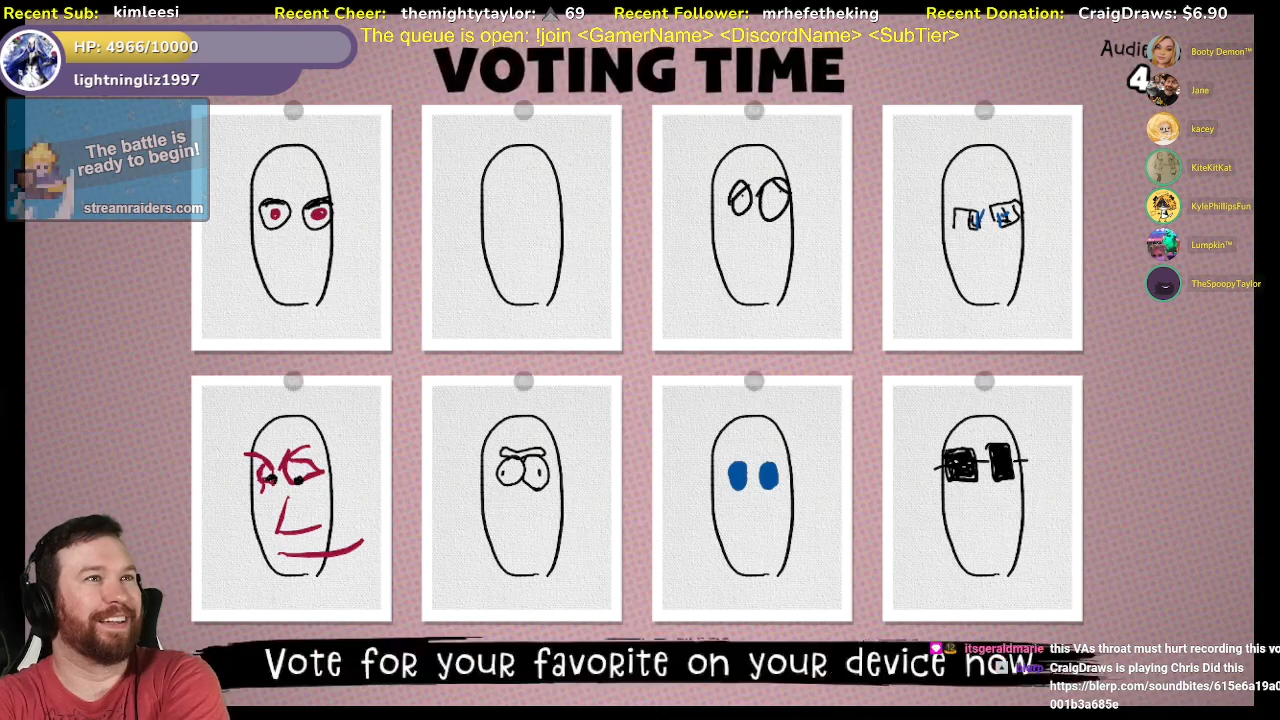 Recent Sub: kimleesi Recent Cheer: themightytaylor: 69 Recent Follower: mrhefetheking Recent Donation: CraigDraws: $6.90
The queue is open: !join <GamerName> <DiscordName> <SubTier>
HP: 4966/10000
lightningliz1997
VOTING TIME
Audie
4
Booty Demon™
Jane
kacey
KiteKitKat
KylePhillipsFun
Lumpkin™
TheSpoopyTaylor
The battle is
ready to begin!
streamraiders.com
Vote for your favorite on your device now
itsgeraldmarie this VAs throat must hurt recording this vo
CraigDraws is playing Chris Did this
https://blerp.com/soundbites/615e6a19a0
001b3a685e